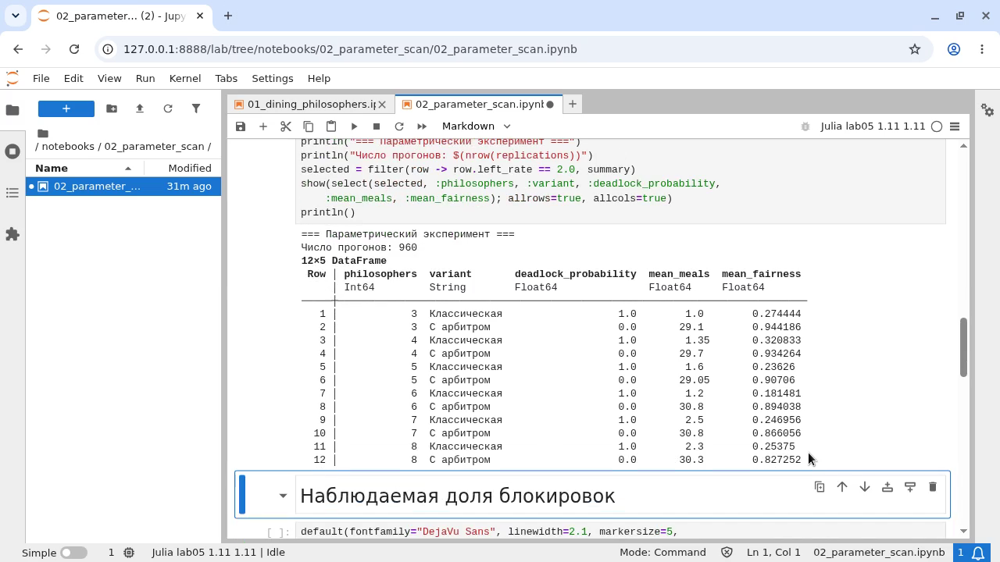 02_parameter… (2) - Jupy
127.0.0.1:8888/lab/tree/notebooks/02_parameter_scan/02_parameter_scan.ipynb
File Edit View Run Kernel Tabs Settings Help
/ notebooks / 02_parameter_scan /
Name Modified
02_parameter_… 31m ago
01_dining_philosophers.ip 02_parameter_scan.ipynb
Markdown Julia lab05 1.11 1.11
println("=== Параметрический эксперимент ===")
println("Число прогонов: $(nrow(replications))")
selected = filter(row -> row.left_rate == 2.0, summary)
show(select(selected, :philosophers, :variant, :deadlock_probability,
:mean_meals, :mean_fairness); allrows=true, allcols=true)
println()
=== Параметрический эксперимент ===
Число прогонов: 960
12×5 DataFrame
Row │ philosophers variant deadlock_probability mean_meals mean_fairness
│ Int64 String Float64 Float64 Float64
1 │ 3 Классическая 1.0 1.0 0.274444
2 │ 3 С арбитром 0.0 29.1 0.944186
3 │ 4 Классическая 1.0 1.35 0.320833
4 │ 4 С арбитром 0.0 29.7 0.934264
5 │ 5 Классическая 1.0 1.6 0.23626
6 │ 5 С арбитром 0.0 29.05 0.90706
7 │ 6 Классическая 1.0 1.2 0.181481
8 │ 6 С арбитром 0.0 30.8 0.894038
9 │ 7 Классическая 1.0 2.5 0.246956
10 │ 7 С арбитром 0.0 30.8 0.866056
11 │ 8 Классическая 1.0 2.3 0.25375
12 │ 8 С арбитром 0.0 30.3 0.827252
Наблюдаемая доля блокировок
[ ]: default(fontfamily="DejaVu Sans", linewidth=2.1, markersize=5,
Simple 1 Julia lab05 1.11 1.11 | Idle Mode: Command Ln 1, Col 1 02_parameter_scan.ipynb 1